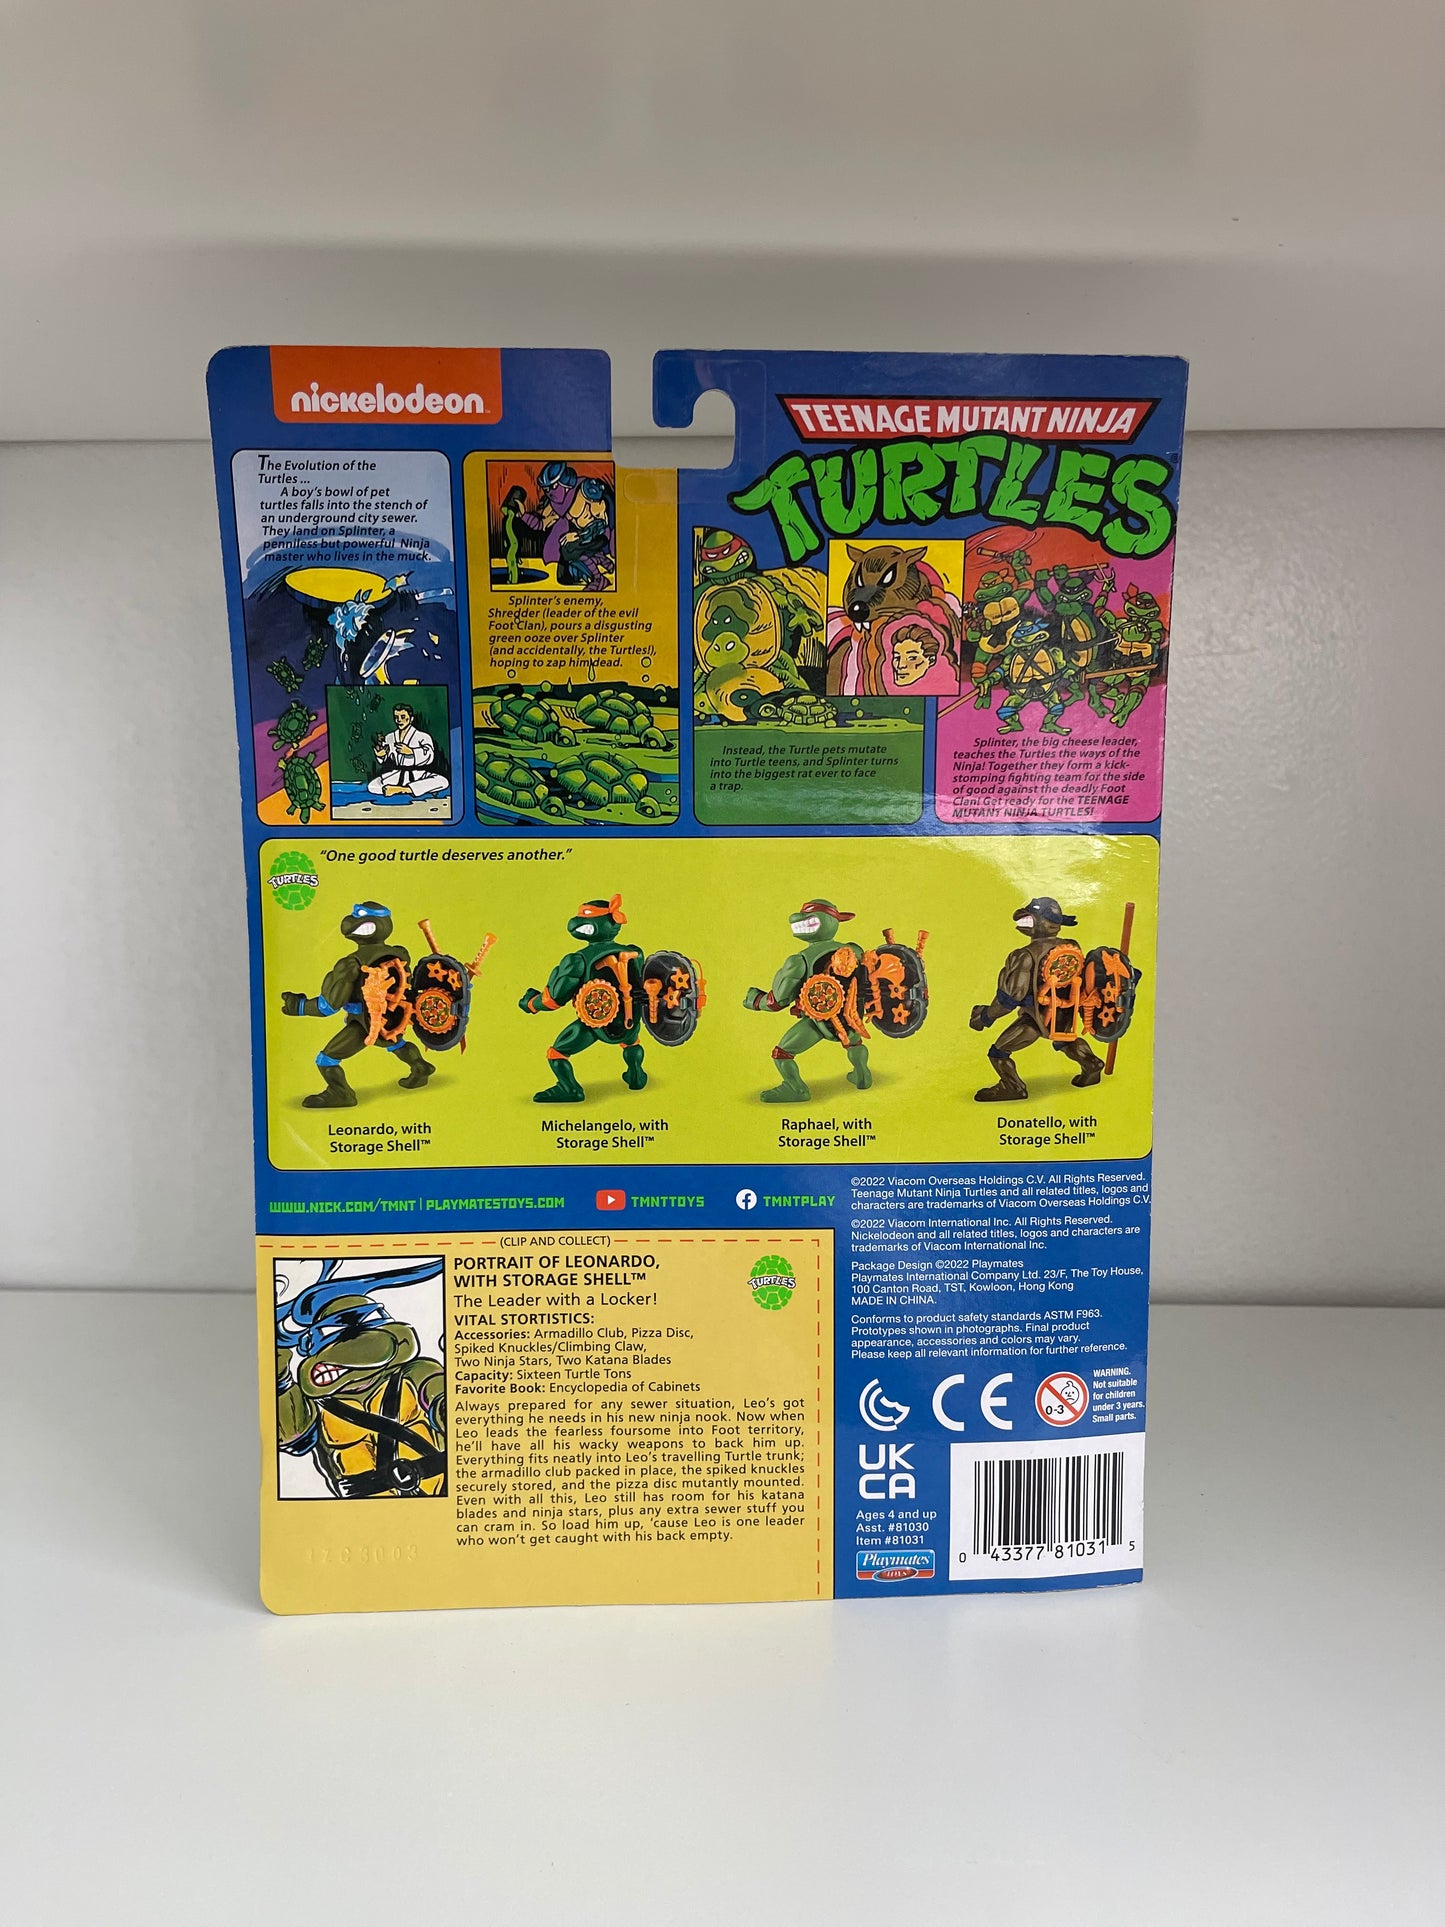 nickelodeon
TEENAGE MUTANT NINJA
TURTLES
The Evolution of the
Turtles ...
A boy's bowl of pet
turtles falls into the stench of
an underground city sewer.
They land on Splinter, a
penniless but powerful Ninja
master who lives in the muck.
Splinter's enemy,
Shredder (leader of the evil
Foot Clan), pours a disgusting
green ooze over Splinter
(and accidentally, the Turtles!),
hoping to zap him dead.
Instead, the Turtle pets mutate
into Turtle teens, and Splinter turns
into the biggest rat ever to face
a trap.
Splinter, the big cheese leader,
teaches the Turtles the ways of the
Ninja! Together they form a kick-
stomping fighting team for the side
of good against the deadly Foot
Clan! Get ready for the TEENAGE
MUTANT NINJA TURTLES!
TURTLES
"One good turtle deserves another."
Leonardo, with
Storage Shell™
Michelangelo, with
Storage Shell™
Raphael, with
Storage Shell™
Donatello, with
Storage Shell™
WWW.NICK.COM/TMNT | PLAYMATESTOYS.COM
TMNTTOYS
TMNTPLAY
©2022 Viacom Overseas Holdings C.V. All Rights Reserved.
Teenage Mutant Ninja Turtles and all related titles, logos and
characters are trademarks of Viacom Overseas Holdings C.V.
©2022 Viacom International Inc. All Rights Reserved.
Nickelodeon and all related titles, logos and characters are
trademarks of Viacom International Inc.
Package Design ©2022 Playmates
Playmates International Company Ltd. 23/F, The Toy House,
100 Canton Road, TST, Kowloon, Hong Kong
MADE IN CHINA.
Conforms to product safety standards ASTM F963.
Prototypes shown in photographs. Final product
appearance, accessories and colors may vary.
Please keep all relevant information for further reference.
(CLIP AND COLLECT)
PORTRAIT OF LEONARDO,
WITH STORAGE SHELL™
The Leader with a Locker!
VITAL STORTISTICS:
Accessories: Armadillo Club, Pizza Disc,
Spiked Knuckles/Climbing Claw,
Two Ninja Stars, Two Katana Blades
Capacity: Sixteen Turtle Tons
Favorite Book: Encyclopedia of Cabinets
Always prepared for any sewer situation, Leo's got
everything he needs in his new ninja nook. Now when
Leo leads the fearless foursome into Foot territory,
he'll have all his wacky weapons to back him up.
Everything fits neatly into Leo's travelling Turtle trunk;
the armadillo club packed in place, the spiked knuckles
securely stored, and the pizza disc mutantly mounted.
Even with all this, Leo still has room for his katana
blades and ninja stars, plus any extra sewer stuff you
can cram in. So load him up, 'cause Leo is one leader
who won't get caught with his back empty.
TURTLES
CE
0-3
WARNING.
Not suitable
for children
under 3 years.
Small parts.
UK
CA
Ages 4 and up
Asst. #81030
Item #81031
Playmates
TOYS
0 43377 81031 5